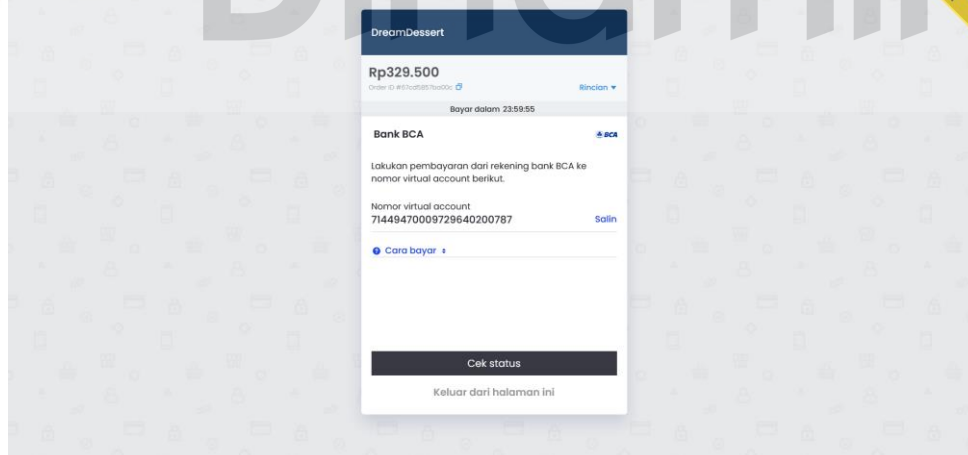 DreamDessert
Rp329.500
Rincian
Bayar dalam 23:59:55
Bank BCA
BCA
Lakukan pembayaran dari rekening bank BCA ke
nomor virtual account berikut.
Nomor virtual account
71449470009729640200787
Salin
Cara bayar
Cek status
Keluar dari halaman ini